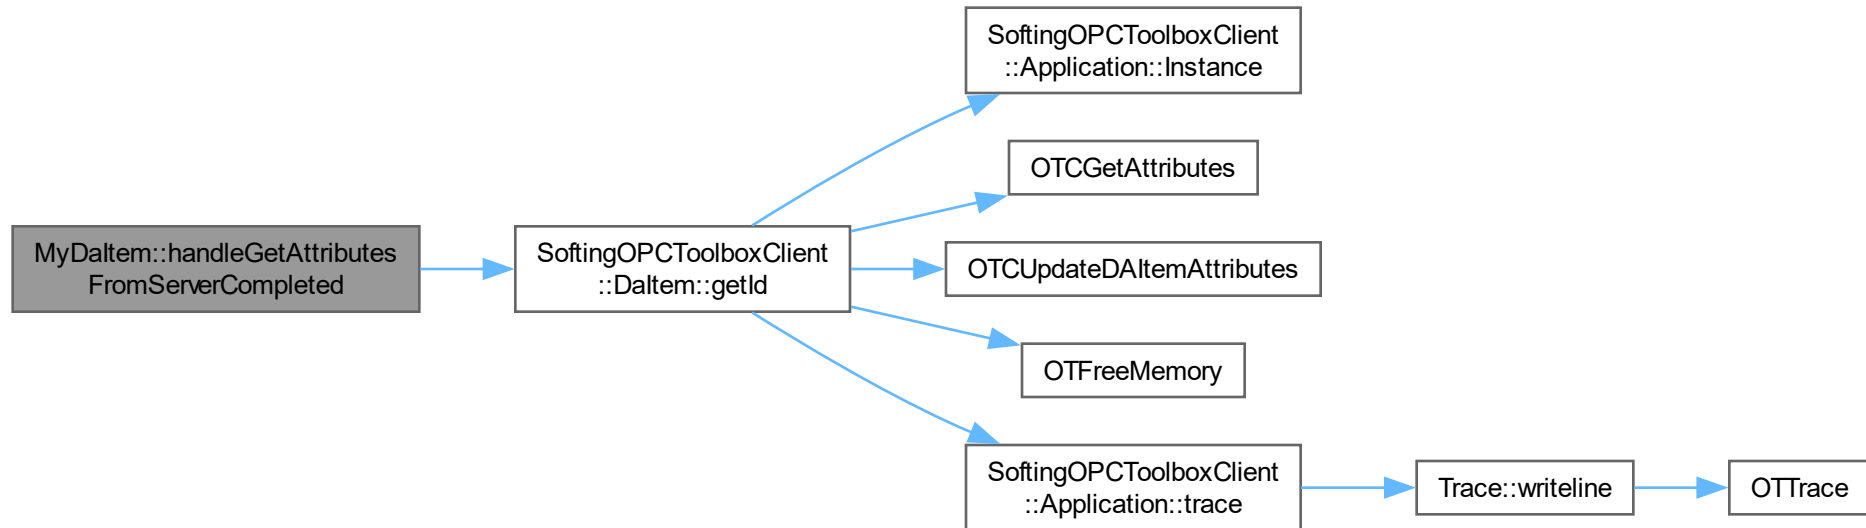 SoftingOPCToolboxClient
::Application::Instance
OTCGetAttributes
MyDaItem::handleGetAttributes
FromServerCompleted
SoftingOPCToolboxClient
::DaItem::getId
OTCUpdateDAItemAttributes
OTFreeMemory
SoftingOPCToolboxClient
::Application::trace
Trace::writeline
OTTrace